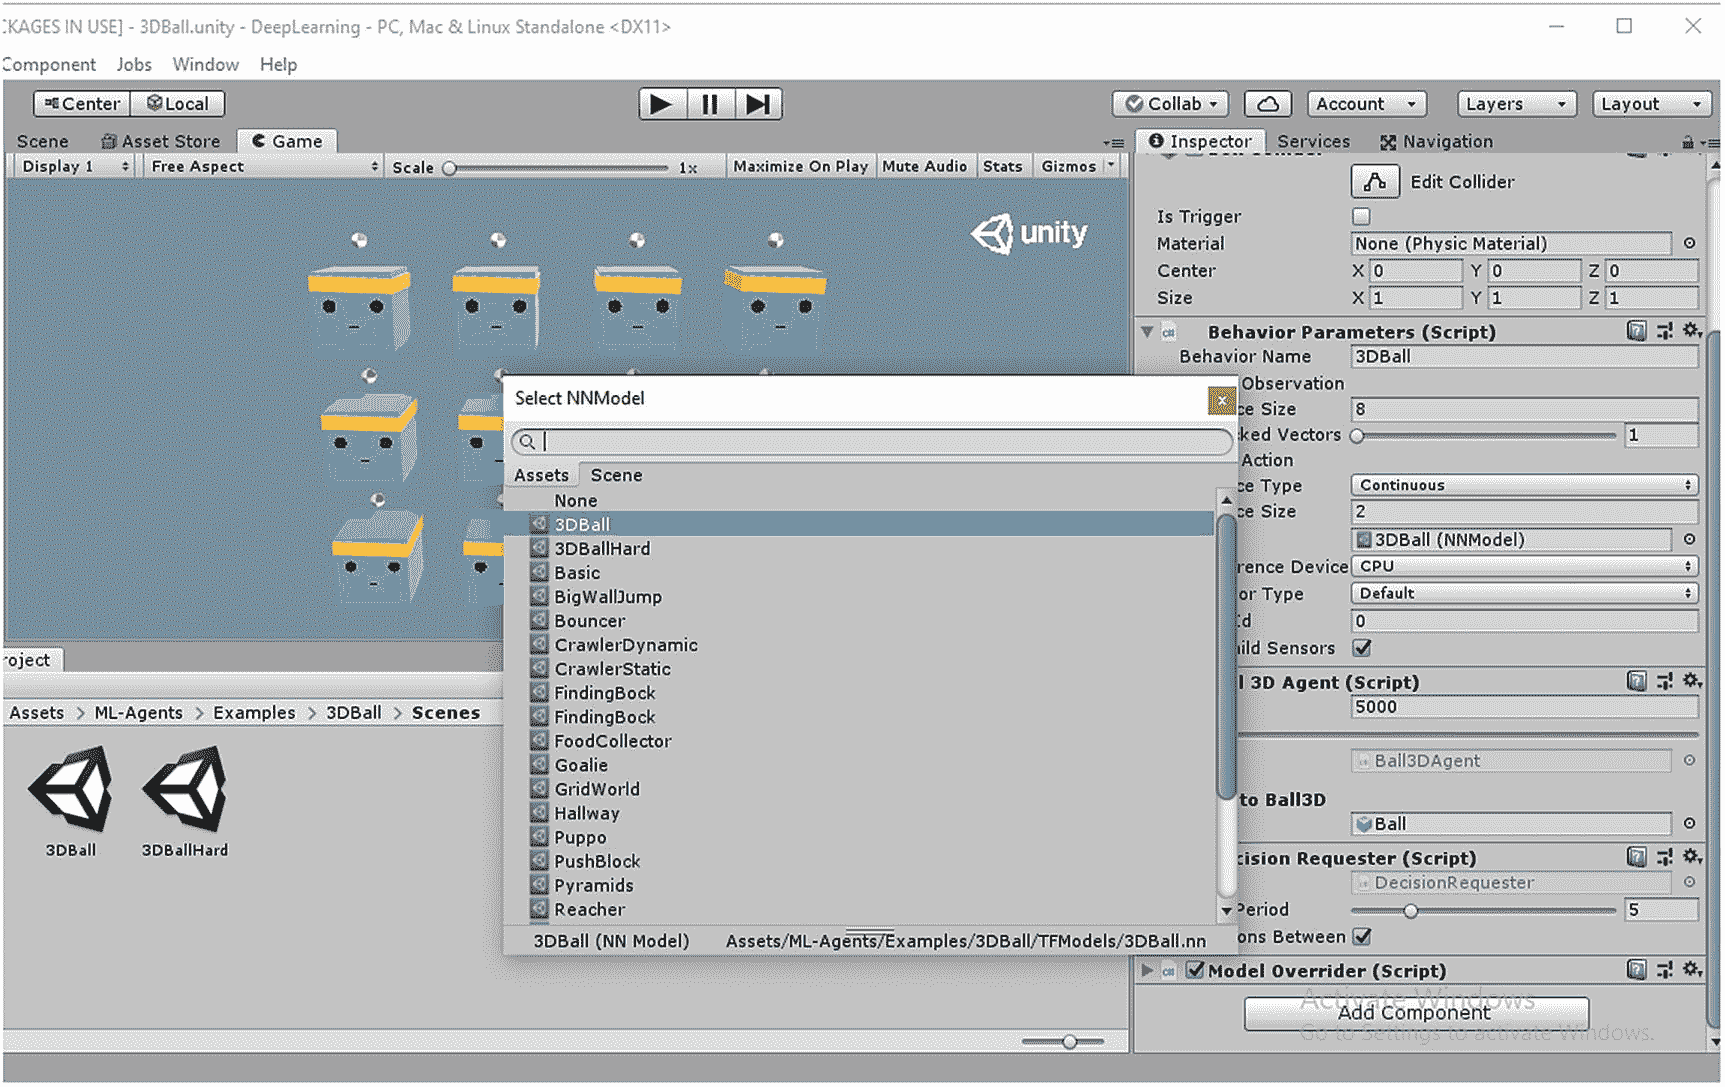 CKAGES IN USE] - 3DBall.unity - DeepLearning - PC, Mac & Linux Standalone <DX11>
Component Jobs Window Help
Center Local Collab Account Layers Layout
Scene Asset Store Game Inspector Services Navigation
Display 1 Free Aspect Scale 1x Maximize On Play Mute Audio Stats Gizmos
unity
Edit Collider
Is Trigger
Material None (Physic Material)
Center X 0 Y 0 Z 0
Size X 1 Y 1 Z 1
Behavior Parameters (Script)
Behavior Name 3DBall
Observation
ce Size 8
ked Vectors 1
Action
ce Type Continuous
ce Size 2
3DBall (NNModel)
rence Device CPU
or Type Default
Id 0
ild Sensors
l 3D Agent (Script)
5000
Ball3DAgent
to Ball3D
Ball
cision Requester (Script)
DecisionRequester
Period 5
ons Between
Model Overrider (Script)
Add Component
Activate Windows
Go to Settings to activate Windows.
Select NNModel
Assets Scene
None
3DBall
3DBallHard
Basic
BigWallJump
Bouncer
CrawlerDynamic
CrawlerStatic
FindingBock
FindingBock
FoodCollector
Goalie
GridWorld
Hallway
Puppo
PushBlock
Pyramids
Reacher
3DBall (NN Model) Assets/ML-Agents/Examples/3DBall/TFModels/3DBall.nn
roject
Assets > ML-Agents > Examples > 3DBall > Scenes
3DBall 3DBallHard